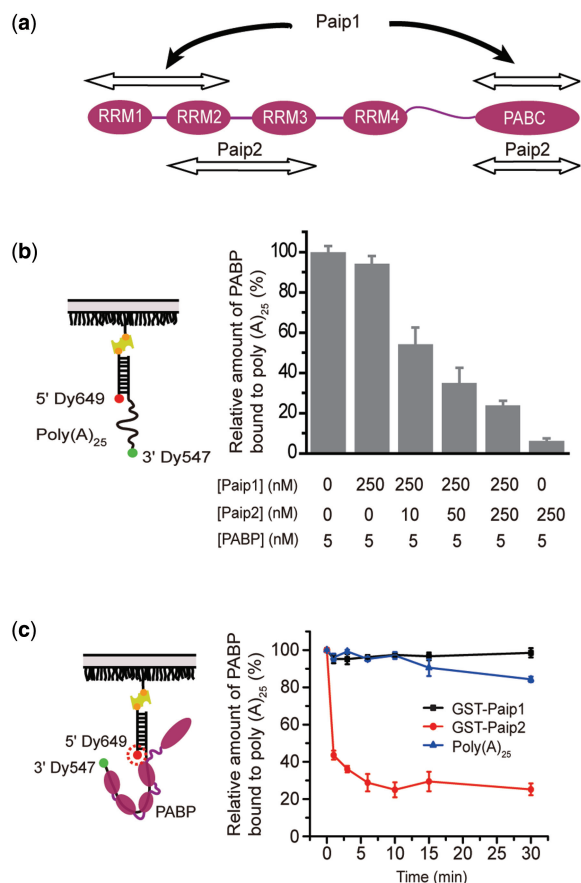 (a)
Paip1
RRM1 RRM2 RRM3 RRM4 PABC
Paip2 Paip2
(b)
5' Dy649
Poly(A)25
3' Dy547
Relative amount of PABP
bound to poly (A)25 (%)
100
80
60
40
20
0
[Paip1] (nM) 0 250 250 250 250 0
[Paip2] (nM) 0 0 10 50 250 250
[PABP] (nM) 5 5 5 5 5 5
(c)
5' Dy649
3' Dy547
PABP
Relative amount of PABP
bound to poly (A)25 (%)
100
80
60
40
20
0
GST-Paip1
GST-Paip2
Poly(A)25
0 5 10 15 20 25 30
Time (min)